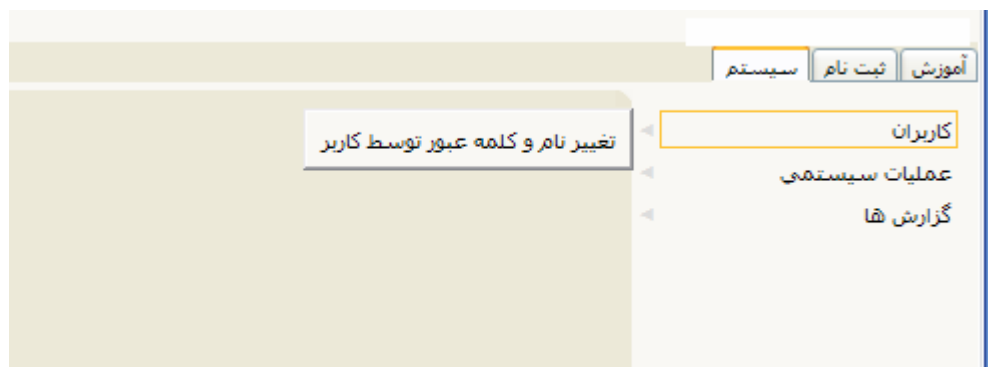 آموزش ثبت نام سیستم
کاربران
تغییر نام و کلمه عبور توسط کاربر
عملیات سیستمی
گزارش ها